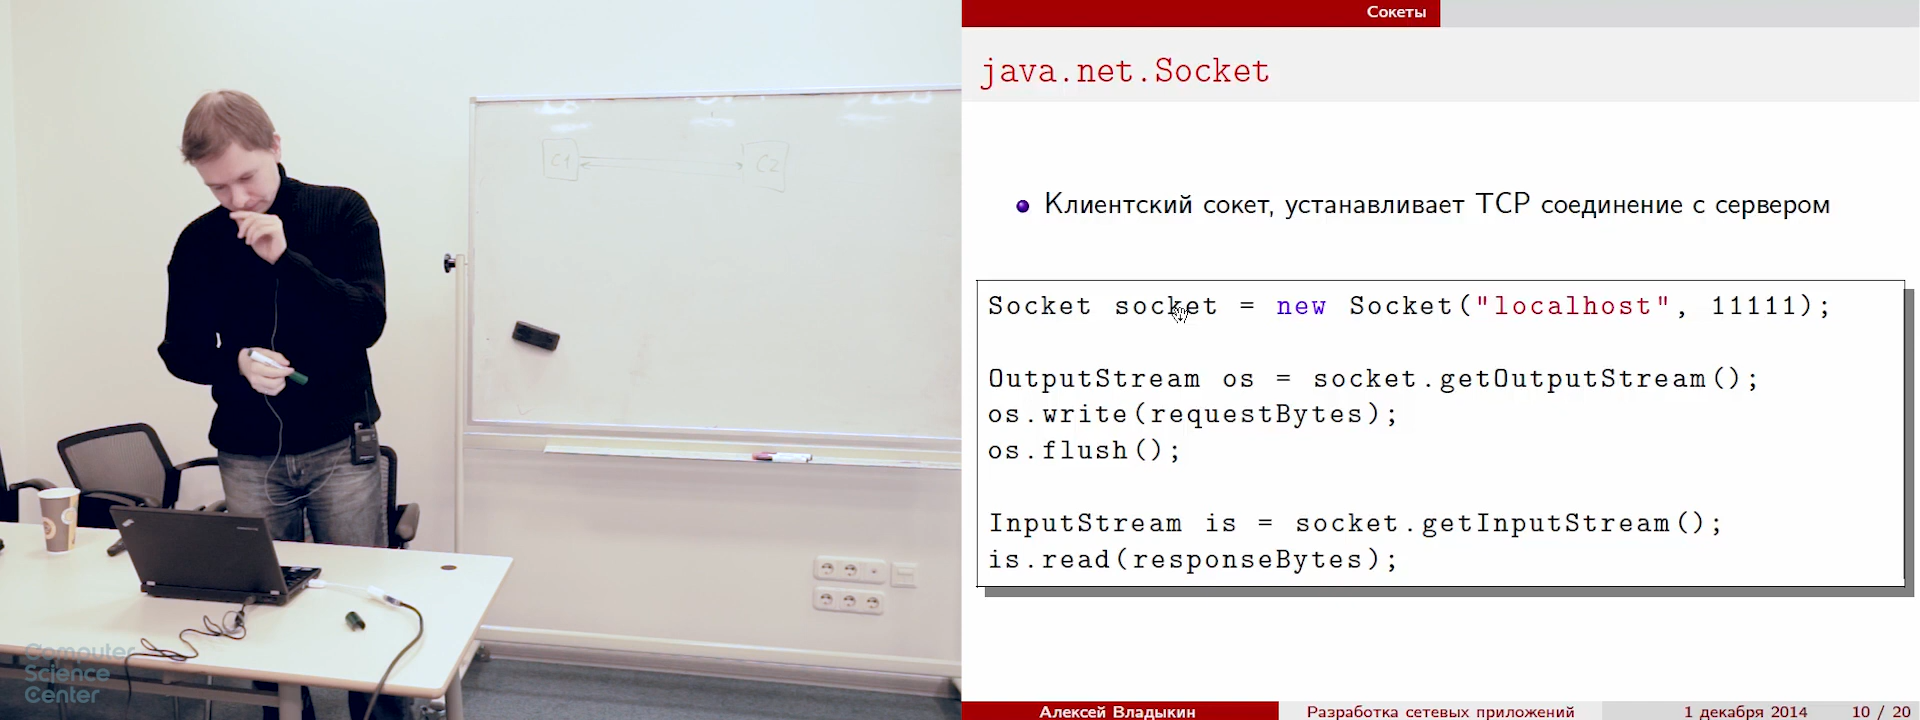 C1
C2
Computer
Science
Center
Сокеты
java.net.Socket
Клиентский сокет, устанавливает TCP соединение с сервером
Socket socket = new Socket("localhost", 11111);
OutputStream os = socket.getOutputStream();
os.write(requestBytes);
os.flush();
InputStream is = socket.getInputStream();
is.read(responseBytes);
Алексей Владыкин
Разработка сетевых приложений
1 декабря 2014
10 / 20